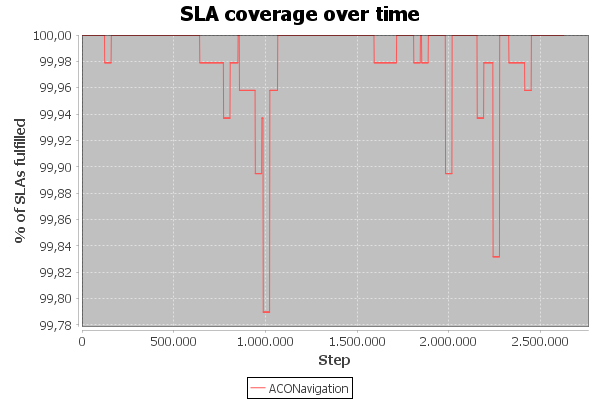 SLA coverage over time
100,00
99,98
99,96
99,94
99,92
99,90
99,88
99,86
99,84
99,82
99,80
99,78
% of SLAs fulfilled
0 500.000 1.000.000 1.500.000 2.000.000 2.500.000
Step
ACONavigation